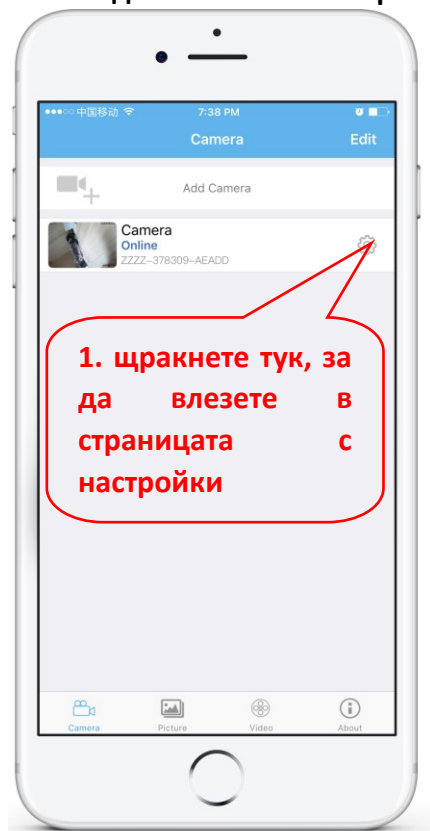 中国移动 7:38 PM
Camera Edit
Add Camera
Camera
Online
ZZZZ-378309-AEADD
1. щракнете тук, за
да влезете в
страницата с
настройки
Camera Picture Video About